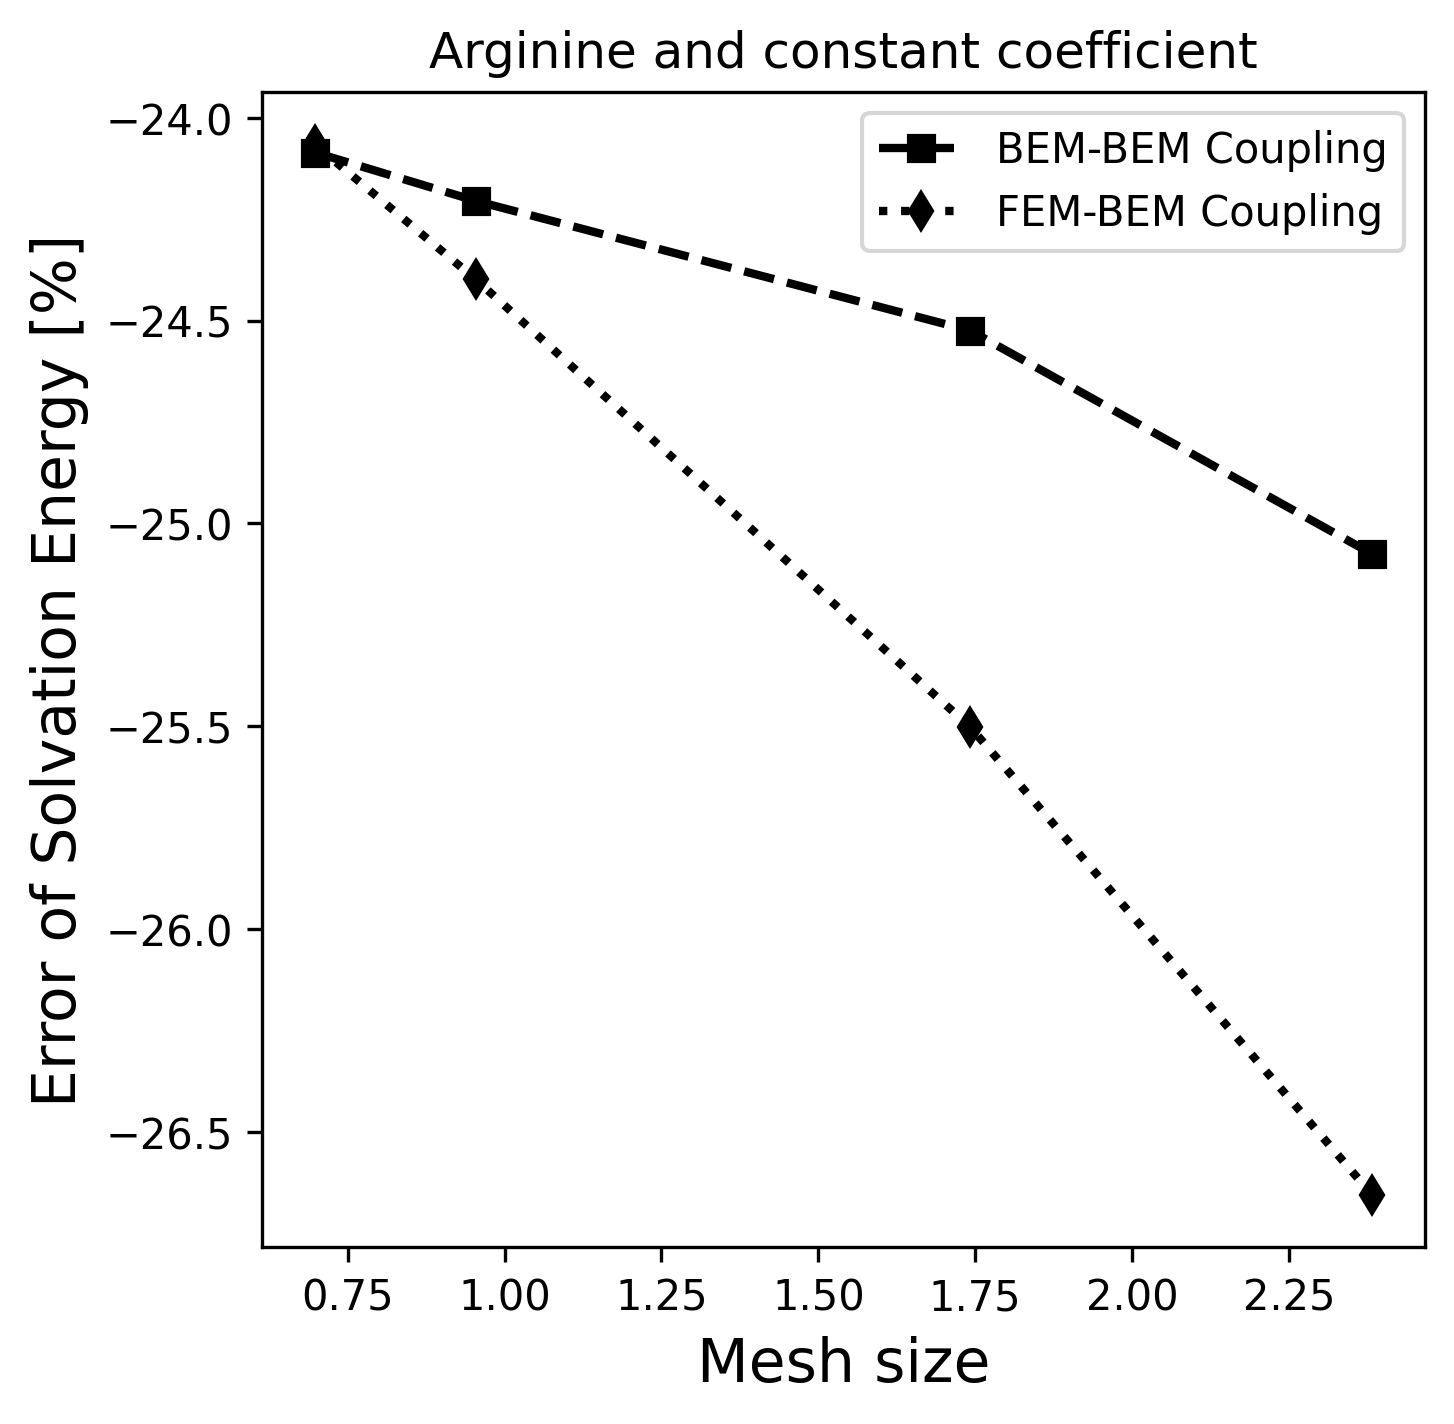 Arginine and constant coefficient
BEM-BEM Coupling
FEM-BEM Coupling
Error of Solvation Energy [%]
−24.0
−24.5
−25.0
−25.5
−26.0
−26.5
0.75 1.00 1.25 1.50 1.75 2.00 2.25
Mesh size